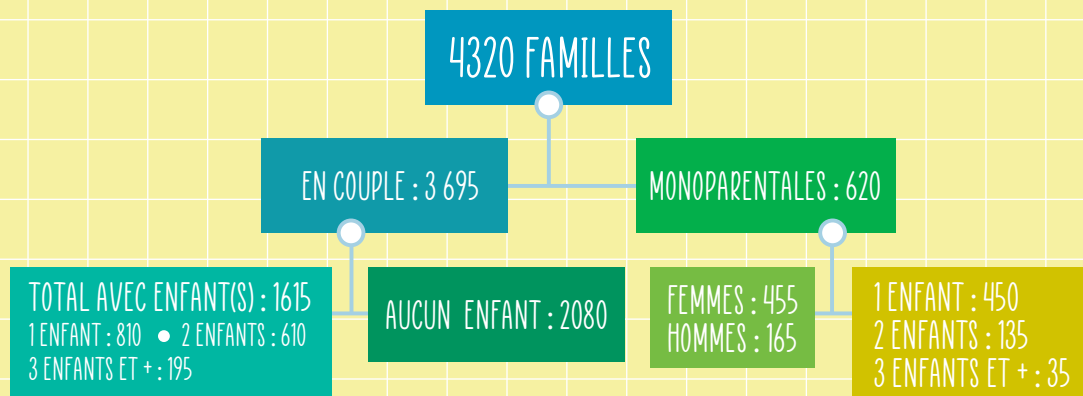 4320 FAMILLES
EN COUPLE : 3 695
MONOPARENTALES : 620
TOTAL AVEC ENFANT(S) : 1615
1 ENFANT : 810 ● 2 ENFANTS : 610
3 ENFANTS ET + : 195
AUCUN ENFANT : 2080
FEMMES : 455
HOMMES : 165
1 ENFANT : 450
2 ENFANTS : 135
3 ENFANTS ET + : 35